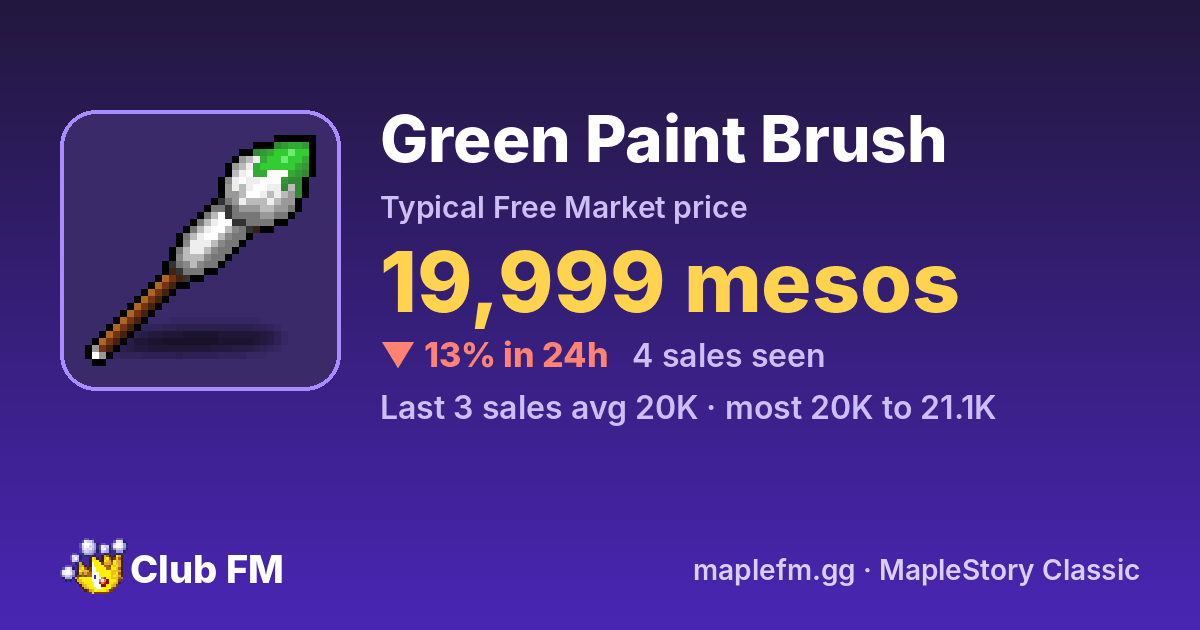 Green Paint Brush
Typical Free Market price
19,999 mesos
▼ 13% in 24h 4 sales seen
Last 3 sales avg 20K · most 20K to 21.1K
Club FM
maplefm.gg · MapleStory Classic